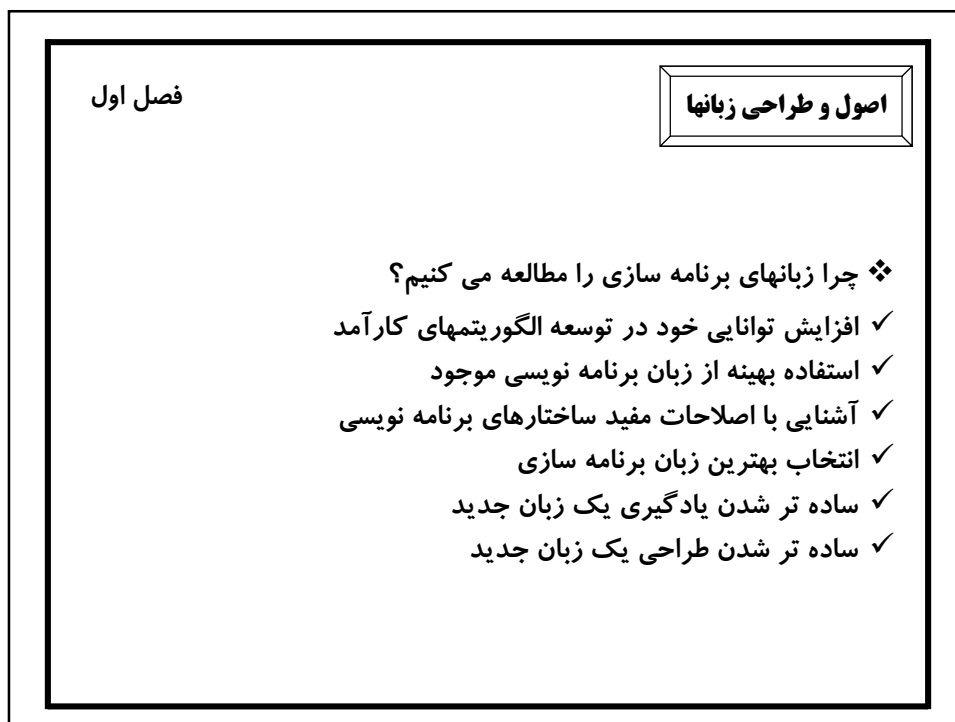 اصول و طراحی زبانها
فصل اول
❖ چرا زبانهای برنامه سازی را مطالعه می کنیم؟
✓ افزایش توانایی خود در توسعه الگوریتمهای کارآمد
✓ استفاده بهینه از زبان برنامه نویسی موجود
✓ آشنایی با اصلاحات مفید ساختارهای برنامه نویسی
✓ انتخاب بهترین زبان برنامه سازی
✓ ساده تر شدن یادگیری یک زبان جدید
✓ ساده تر شدن طراحی یک زبان جدید